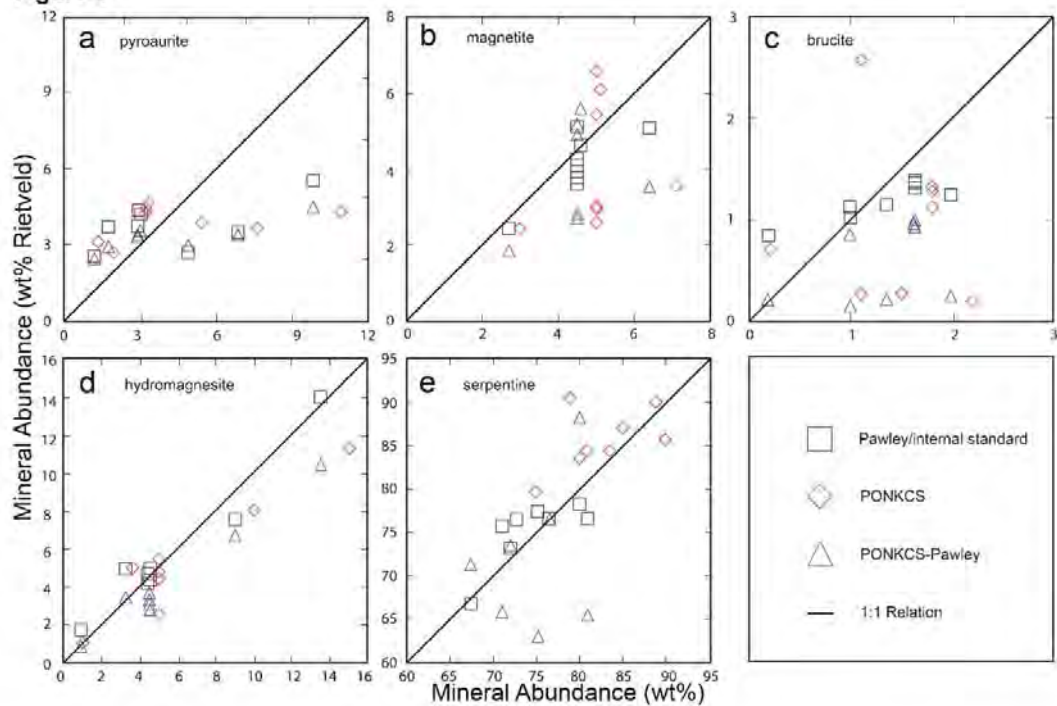 a pyroaurite
12
9
6
3
0
0 3 6 9 12
b magnetite
8
6
4
2
0
0 2 4 6 8
c brucite
3
2
1
0
0 1 2 3
Mineral Abundance (wt% Rietveld)
d hydromagnesite
16
14
12
10
8
6
4
2
0
0 2 4 6 8 10 12 14 16
e serpentine
95
90
85
80
75
70
65
60
60 65 70 75 80 85 90 95
Mineral Abundance (wt%)
Pawley/internal standard
PONKCS
PONKCS-Pawley
1:1 Relation